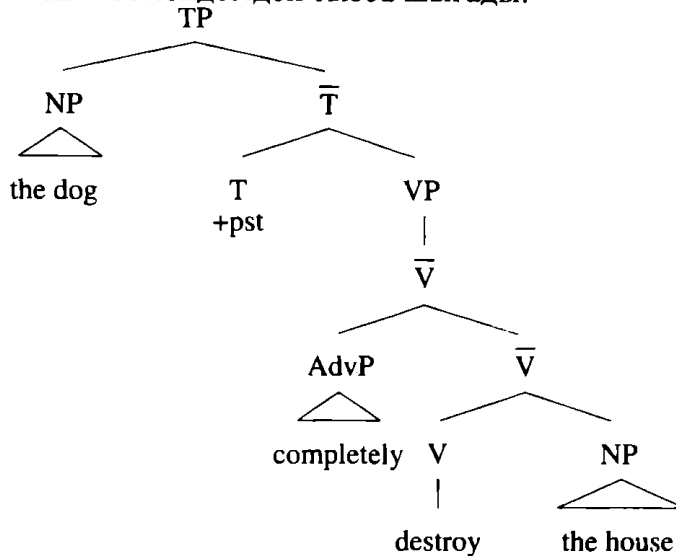 TP
NP T̅
the dog T VP
+pst
V̅
AdvP V̅
completely V NP
destroy the house